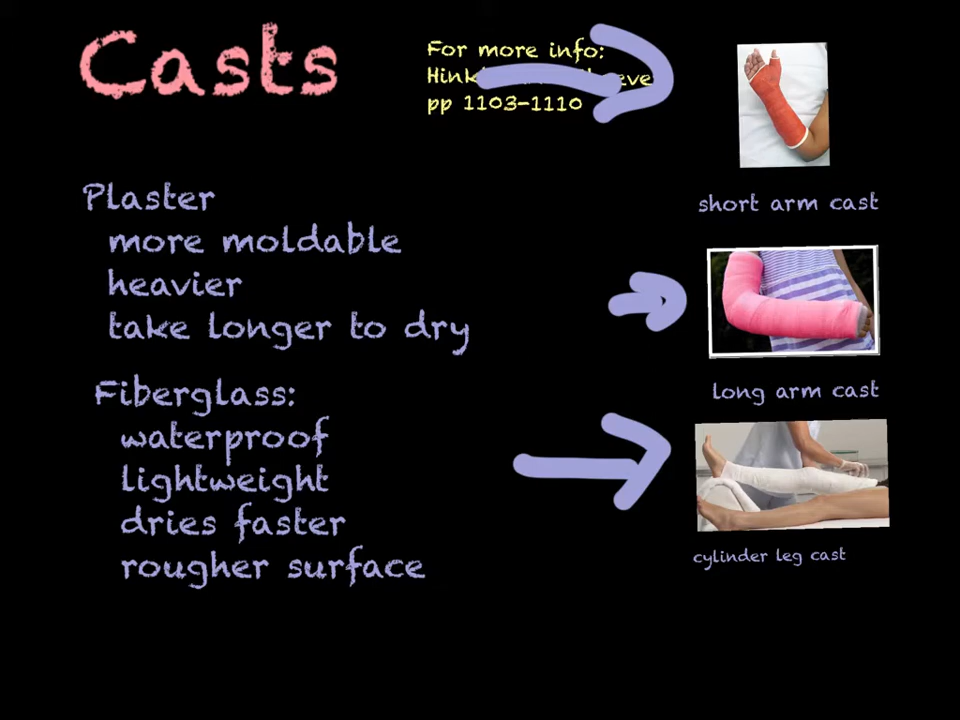 Casts
For more info:
pp 1103-1110
short arm cast
Plaster
more moldable
heavier
take longer to dry
long arm cast
Fiberglass:
waterproof
lightweight
dries faster
rougher surface
cylinder leg cast